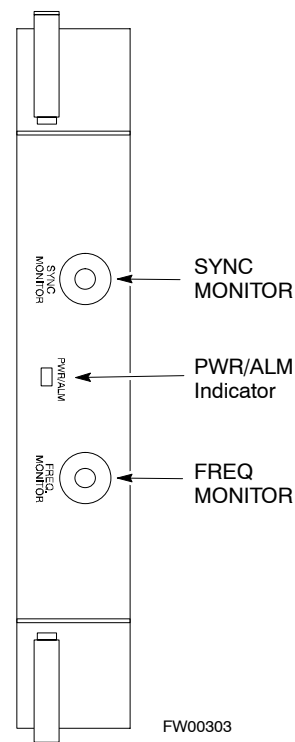 SYNC
MONITOR
SYNC
MONITOR
PWR/ALM
PWR/ALM
Indicator
FREQ
MONITOR
FREQ
MONITOR
FW00303